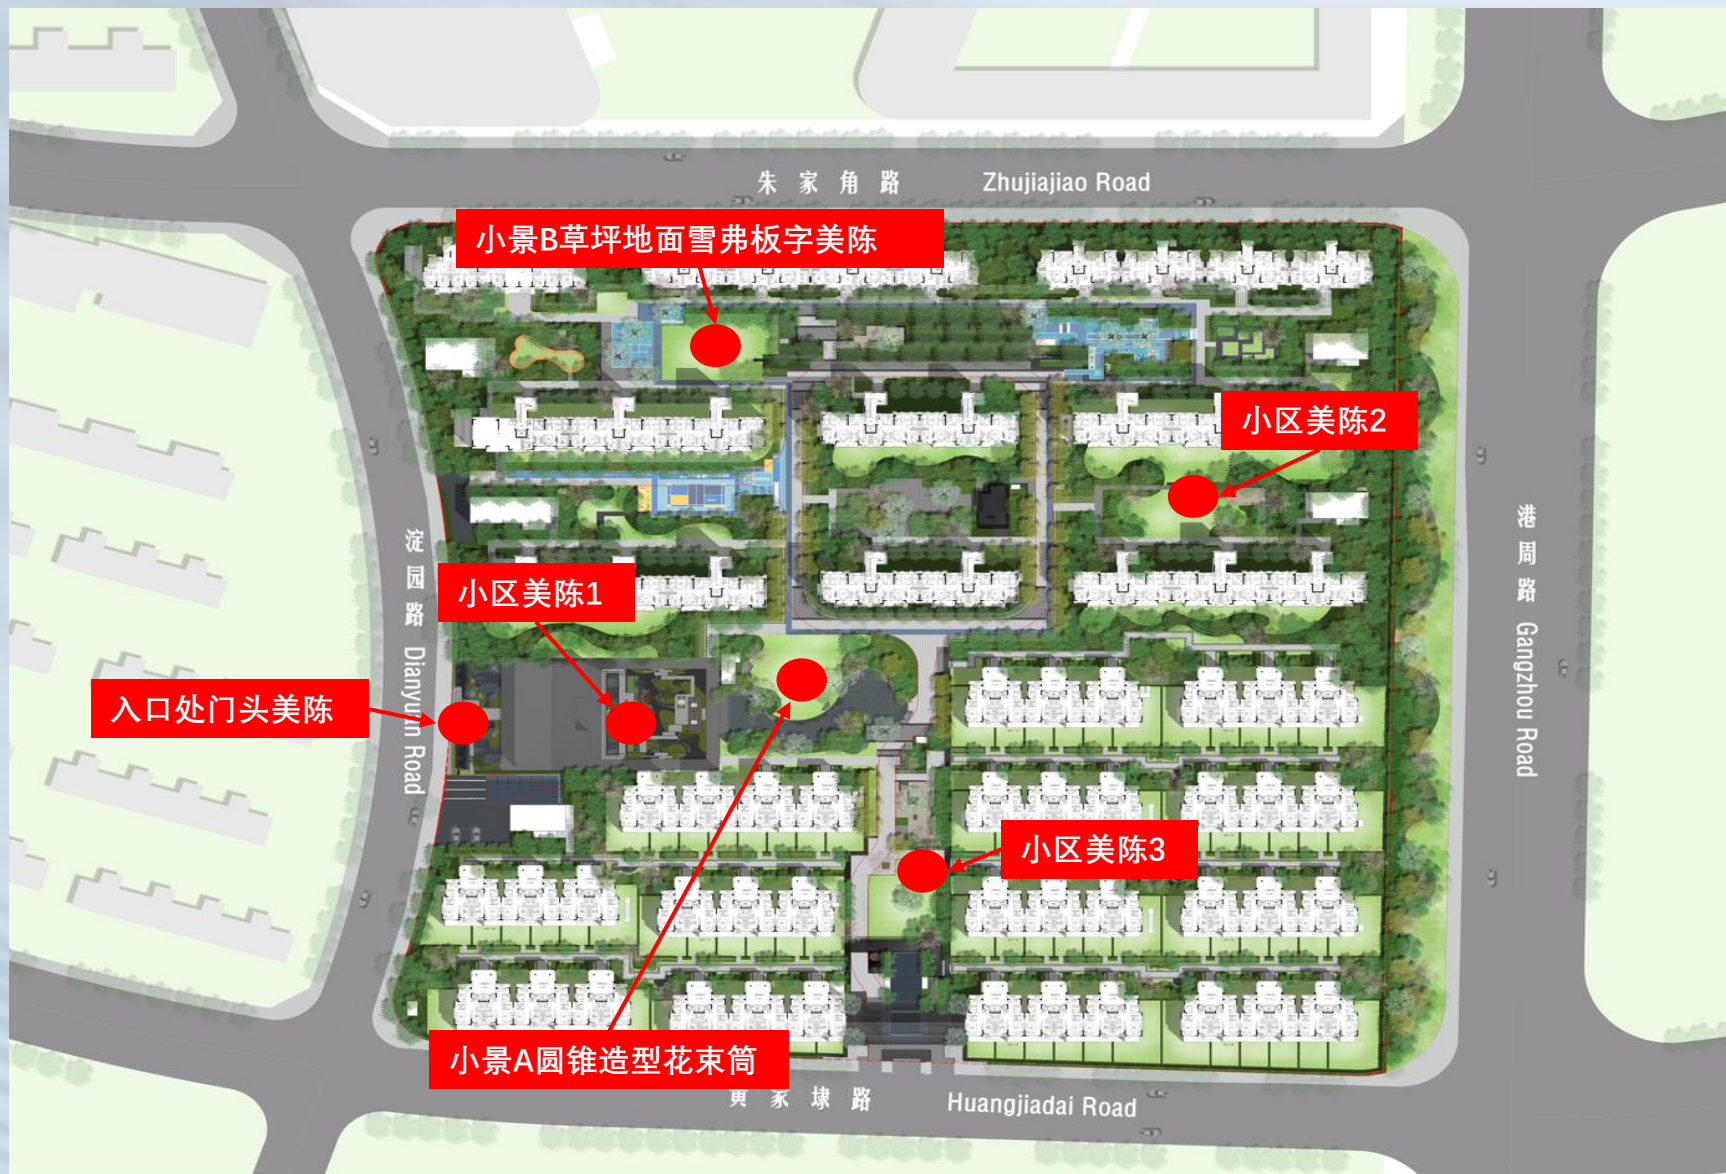 朱家角路 Zhujiajiao Road
小景B草坪地面雪弗板字美陈
小区美陈2
淀园路 Dianyuan Road
港周路 Gangzhou Road
小区美陈1
入口处门头美陈
小区美陈3
小景A圆锥造型花束筒
黄家埭路 Huangjiadai Road